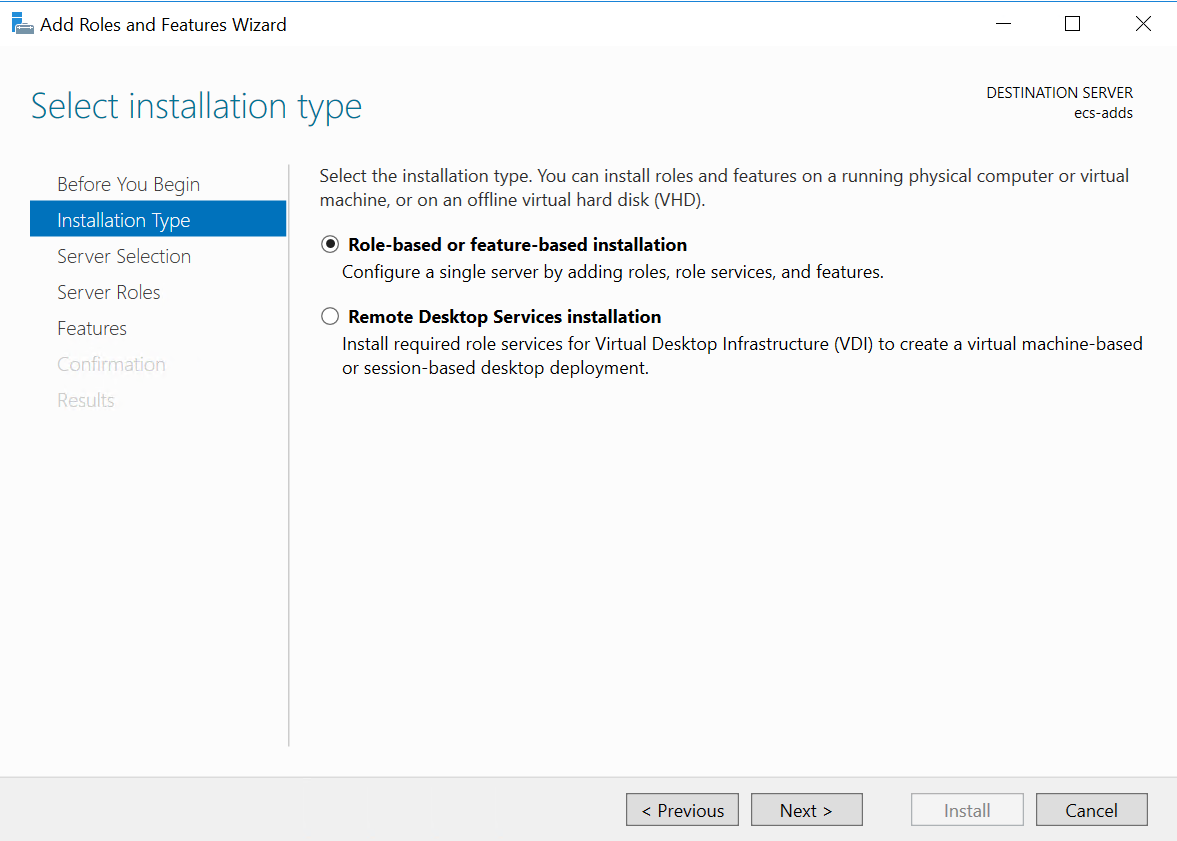 Add Roles and Features Wizard
Select installation type
DESTINATION SERVER
ecs-adds
Before You Begin
Installation Type
Server Selection
Server Roles
Features
Confirmation
Results
Select the installation type. You can install roles and features on a running physical computer or virtual
machine, or on an offline virtual hard disk (VHD).
Role-based or feature-based installation
Configure a single server by adding roles, role services, and features.
Remote Desktop Services installation
Install required role services for Virtual Desktop Infrastructure (VDI) to create a virtual machine-based
or session-based desktop deployment.
< Previous
Next >
Install
Cancel